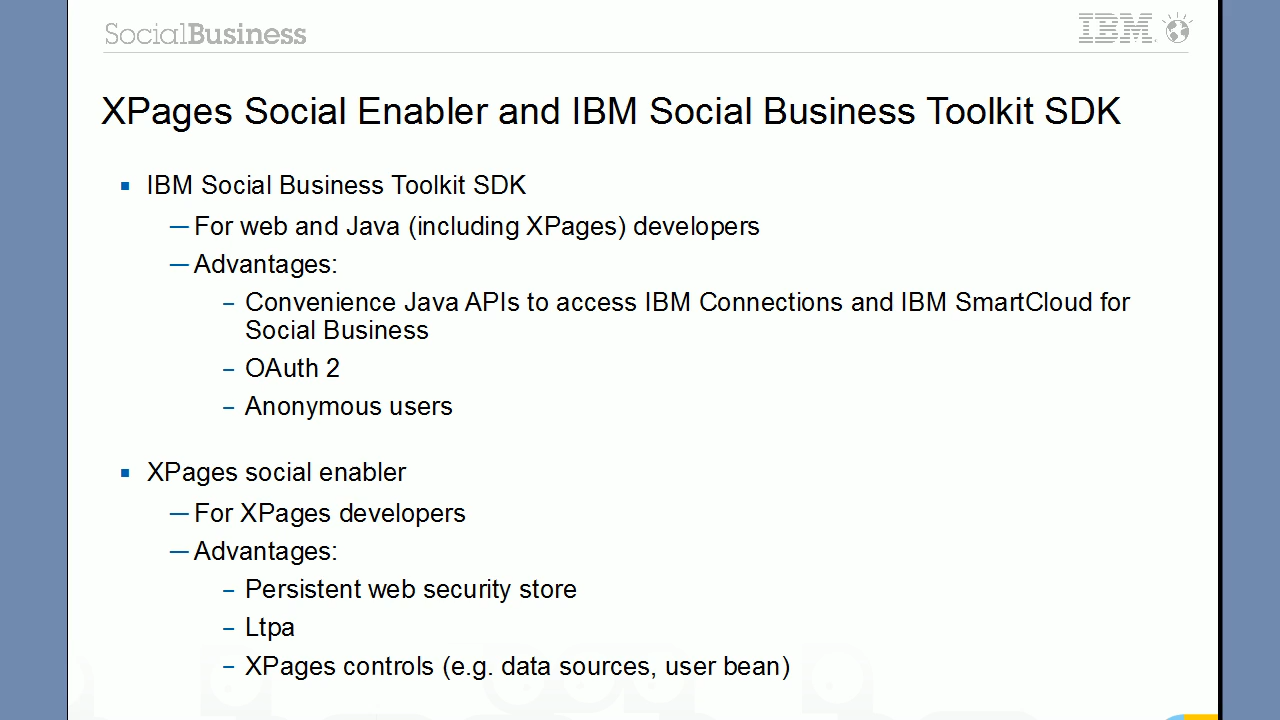 SocialBusiness
IBM
XPages Social Enabler and IBM Social Business Toolkit SDK
▪ IBM Social Business Toolkit SDK
— For web and Java (including XPages) developers
— Advantages:
– Convenience Java APIs to access IBM Connections and IBM SmartCloud for
Social Business
– OAuth 2
– Anonymous users
▪ XPages social enabler
— For XPages developers
— Advantages:
– Persistent web security store
– Ltpa
– XPages controls (e.g. data sources, user bean)